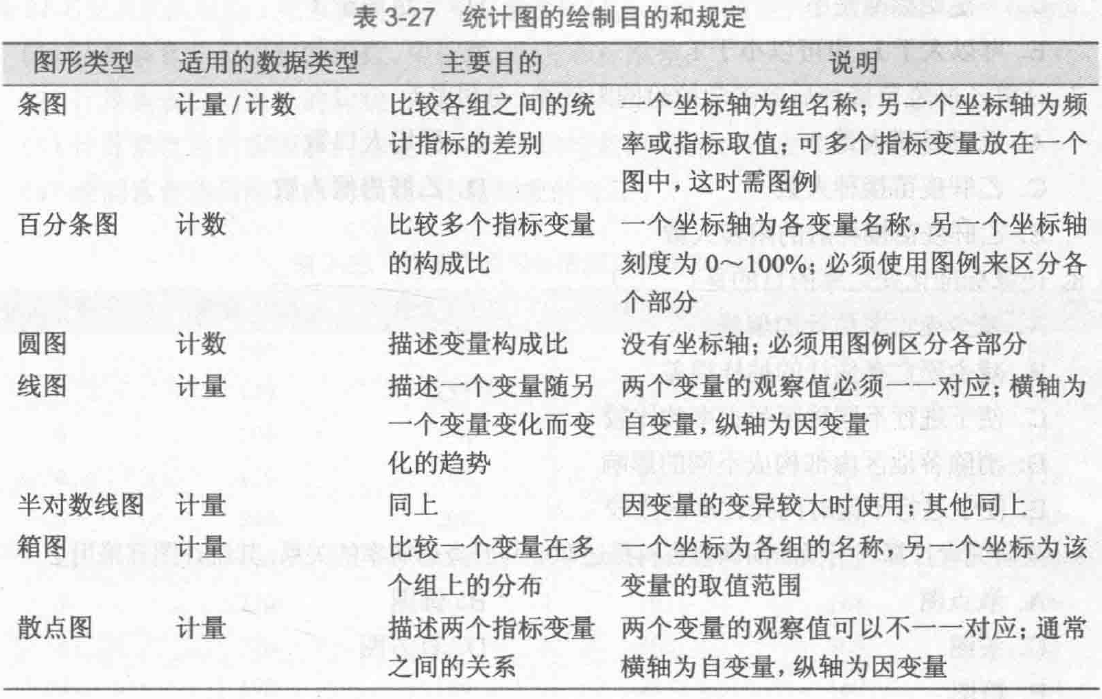 表 3-27 统计图的绘制目的和规定
图形类型 适用的数据类型 主要目的 说明
条图 计量/计数 比较各组之间的统 一个坐标轴为组名称；另一个坐标轴为频
计指标的差别 率或指标取值；可多个指标变量放在一个
图中，这时需图例
百分条图 计数 比较多个指标变量 一个坐标轴为各变量名称，另一个坐标轴
的构成比 刻度为 0～100%；必须使用图例来区分各
个部分
圆图 计数 描述变量构成比 没有坐标轴；必须用图例区分各部分
线图 计量 描述一个变量随另 两个变量的观察值必须一一对应；横轴为
一个变量变化而变 自变量，纵轴为因变量
化的趋势
半对数线图 计量 同上 因变量的变异较大时使用；其他同上
箱图 计量 比较一个变量在多 一个坐标为各组的名称，另一个坐标为该
个组上的分布 变量的取值范围
散点图 计量 描述两个指标变量 两个变量的观察值可以不一一对应；通常
之间的关系 横轴为自变量，纵轴为因变量